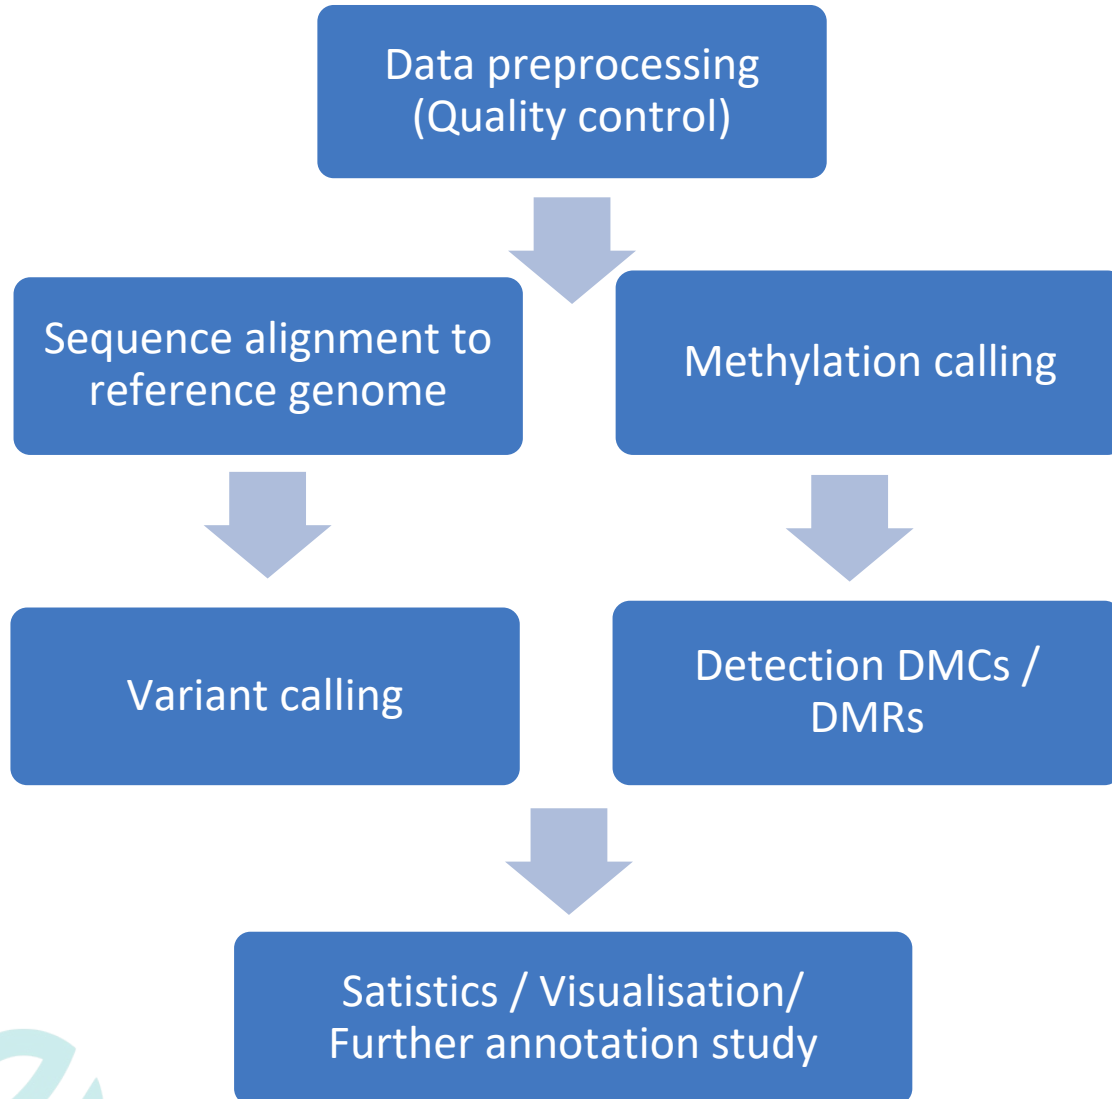 Data preprocessing
(Quality control)
Sequence alignment to
reference genome
Methylation calling
Variant calling
Detection DMCs /
DMRs
Satistics / Visualisation/
Further annotation study